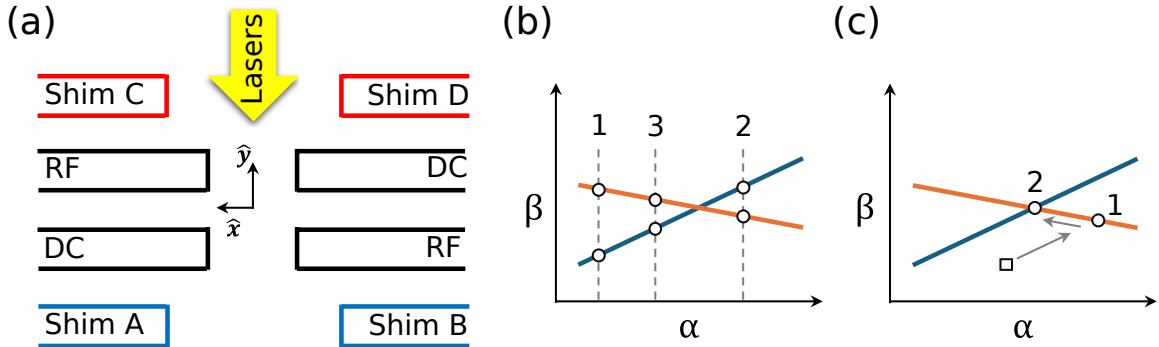 (a)
Lasers
Shim C
Shim D
RF
DC
ŷ
x̂
DC
RF
Shim A
Shim B
(b)
1
3
2
β
α
(c)
2
1
β
α